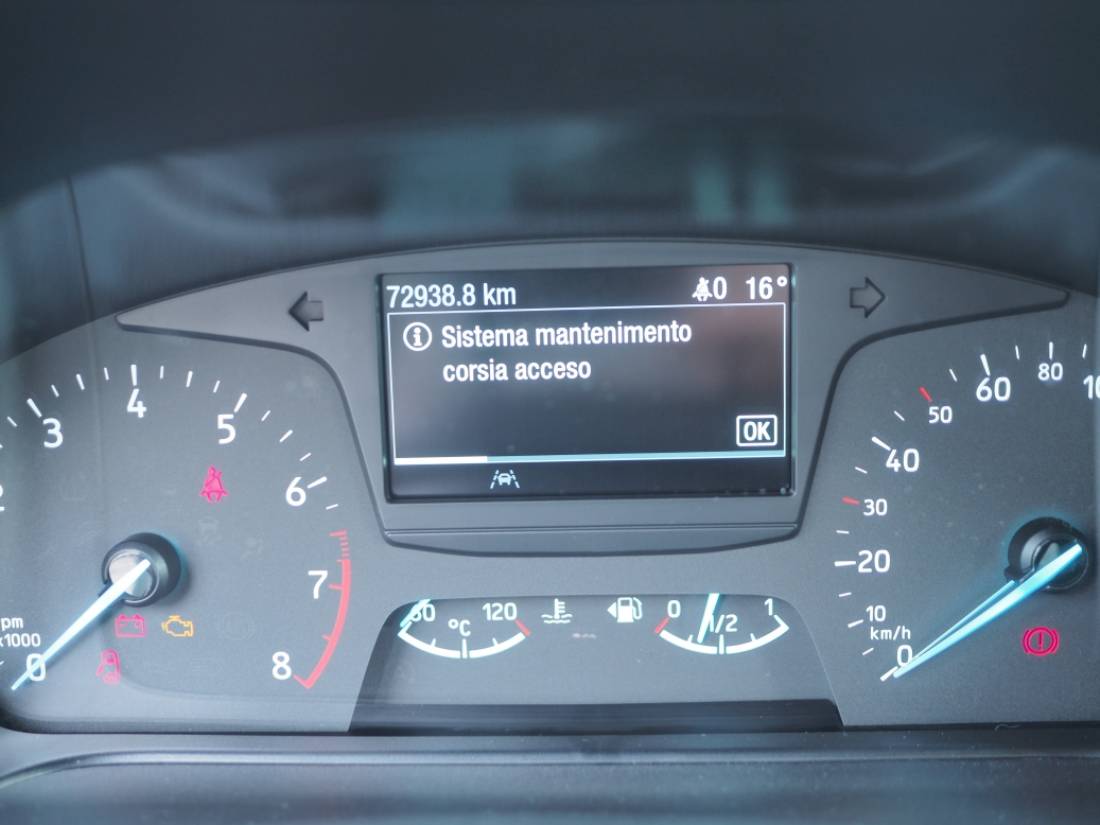 72938.8 km 0 16°
Sistema mantenimento
corsia acceso
OK
3 4 5 6 7 8
0
x1000
120
°C
0 1/2 1
0 10 20 30 40 50 60 80
km/h